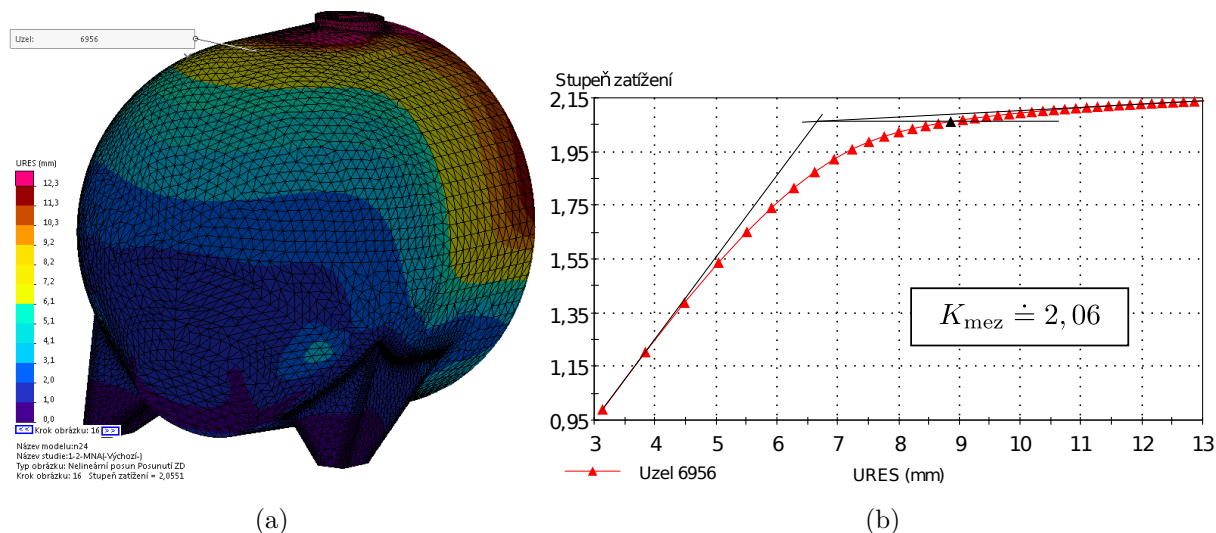 Uzel: 6956
URES (mm)
12,3
11,3
10,3
9,2
8,2
7,2
6,1
5,1
4,1
3,1
2,0
1,0
0,0
<< Krok obrázku: 16 >>
Název modelu:n24
Název studie:1-2-MNA(-Výchozí-)
Typ obrázku: Nelineární posun Posunutí ZD
Krok obrázku: 16 Stupeň zatížení = 2,0551
(a)
Stupeň zatížení
2,15
1,95
1,75
1,55
1,35
1,15
0,95
3 4 5 6 7 8 9 10 11 12 13
K_mez ≐ 2,06
Uzel 6956
URES (mm)
(b)